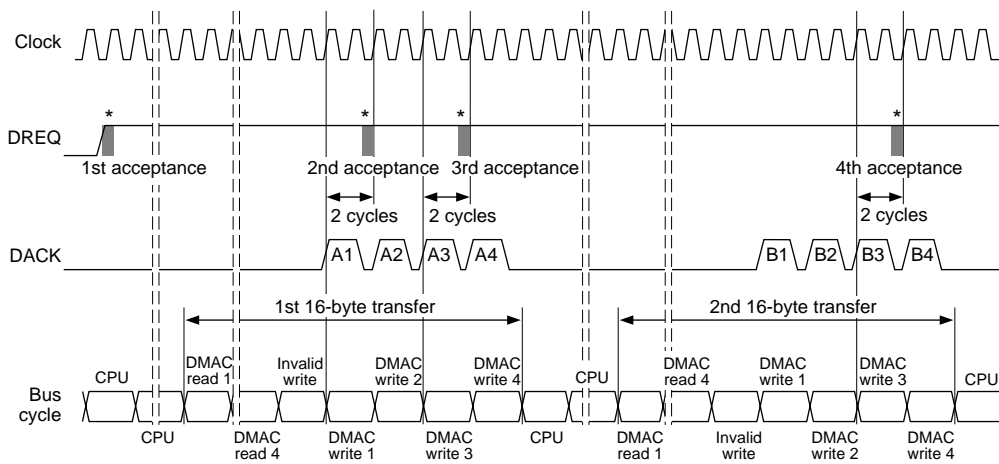 Clock
* * * *
DREQ
1st acceptance 2nd acceptance 3rd acceptance 4th acceptance
2 cycles 2 cycles 2 cycles
DACK A1 A2 A3 A4 B1 B2 B3 B4
1st 16-byte transfer 2nd 16-byte transfer
Bus cycle
CPU
CPU
DMAC read 1
DMAC read 4
Invalid write
DMAC write 1
DMAC write 2
DMAC write 3
DMAC write 4
CPU
CPU
DMAC read 1
DMAC read 4
Invalid write
DMAC write 1
DMAC write 2
DMAC write 3
DMAC write 4
CPU